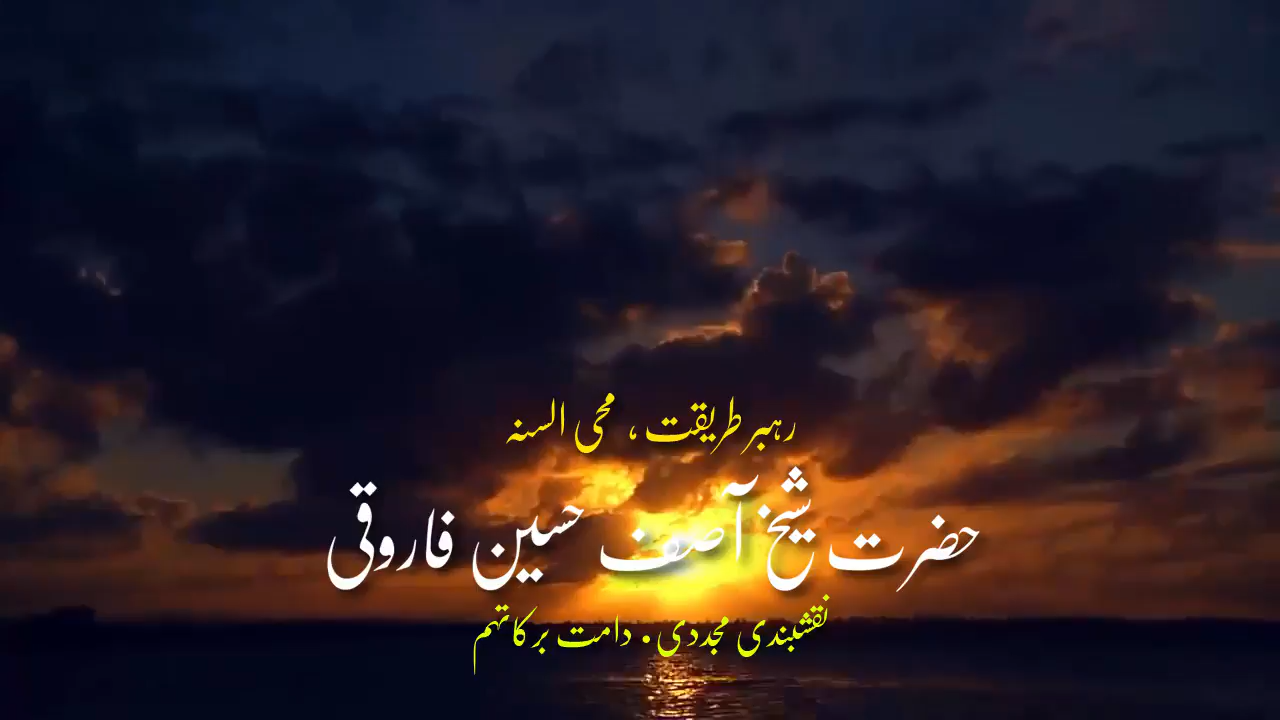 رہبر طریقت ، محی السنہ
حضرت شیخ آصف حسین فاروقی
نقشبندی مجددی . دامت برکاتہم